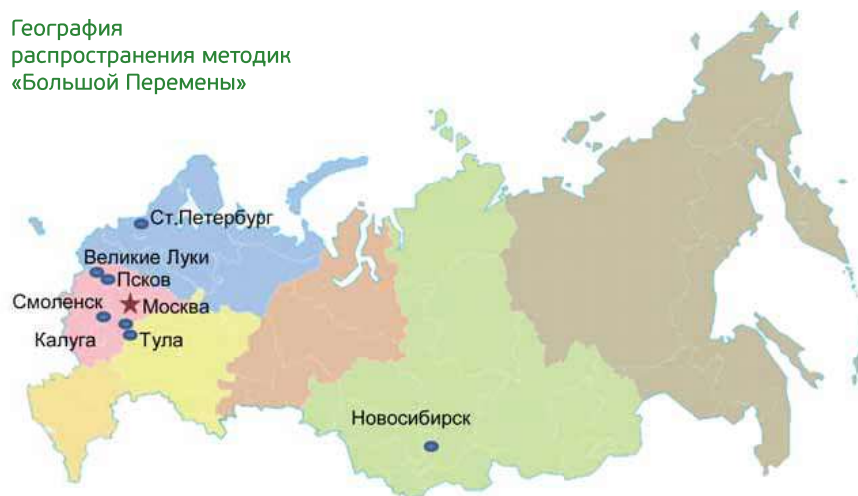 География
распространения методик
«Большой Перемены»
Ст.Петербург
Великие Луки
Псков
Смоленск
Москва
Калуга
Тула
Новосибирск